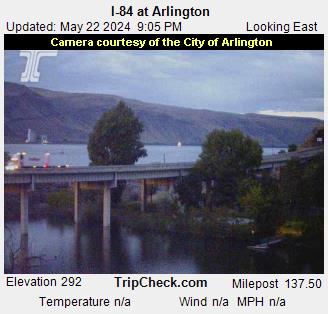 I-84 at Arlington
Updated: May 22 2024 9:05 PM Looking East
Camera courtesy of the City of Arlington
Elevation 292 TripCheck.com Milepost 137.50
Temperature n/a Wind n/a MPH n/a